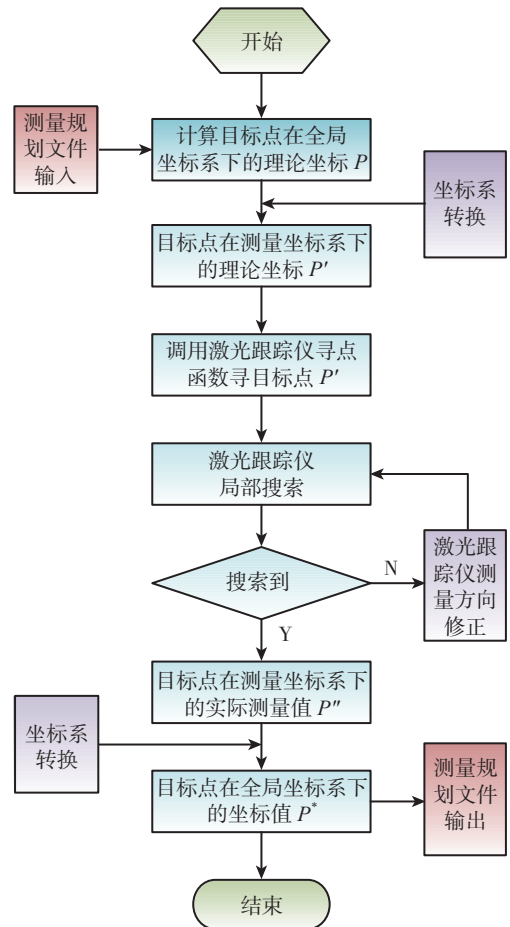 开始
测量规
划文件
输入
计算目标点在全局
坐标系下的理论坐标 P
坐标系
转换
目标点在测量坐标系下
的理论坐标 P′
调用激光跟踪仪寻点
函数寻目标点 P′
激光跟踪仪
局部搜索
搜索到
N
激光跟
踪仪测
量方向
修正
Y
目标点在测量坐标系下
的实际测量值 P″
坐标系
转换
目标点在全局坐标系下
的坐标值 P*
测量规
划文件
输出
结束